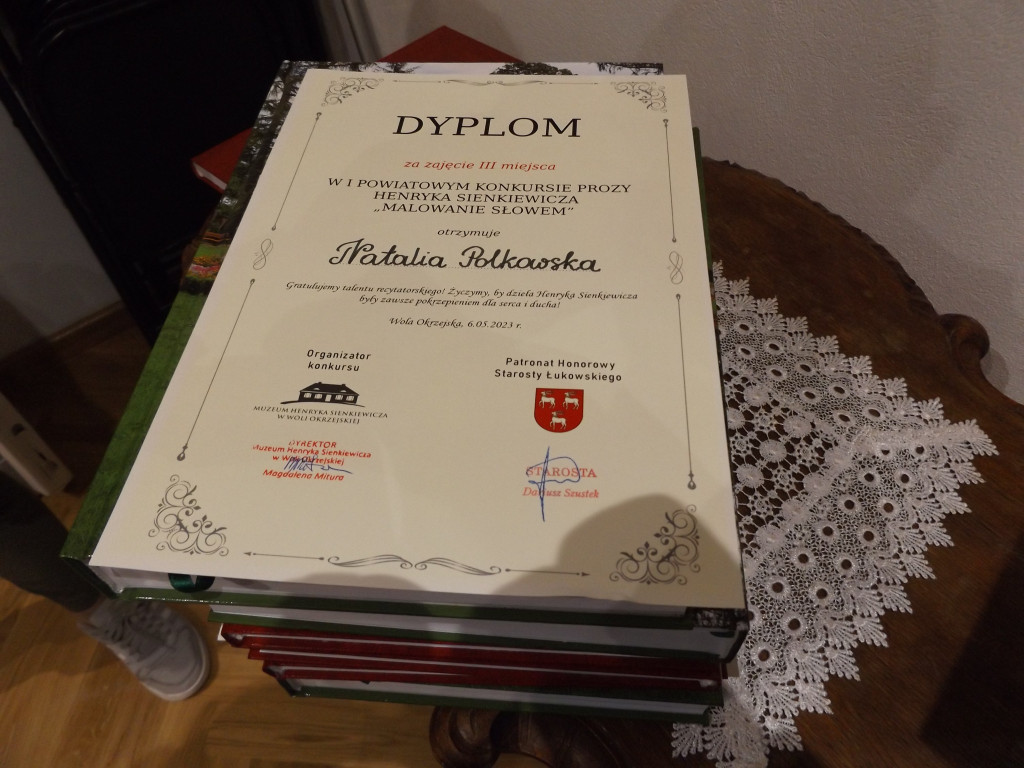 DYPLOM
za zajęcie III miejsca
W I POWIATOWYM KONKURSIE PROZY
HENRYKA SIENKIEWICZA
„MALOWANIE SŁOWEM”
otrzymuje
Natalia Polkowska
Gratulujemy talentu recytatorskiego! Życzymy, by dzieła Henryka Sienkiewicza
były zawsze pokrzepieniem dla serca i ducha!
Wola Okrzejska, 6.05.2023 r.
Organizator
konkursu
MUZEUM HENRYKA SIENKIEWICZA
W WOLI OKRZEJSKIEJ
DYREKTOR
Muzeum Henryka Sienkiewicza
w Woli Okrzejskiej
Magdalena Mitura
Patronat Honorowy
Starosty Łukowskiego
STAROSTA
Dariusz Szustek